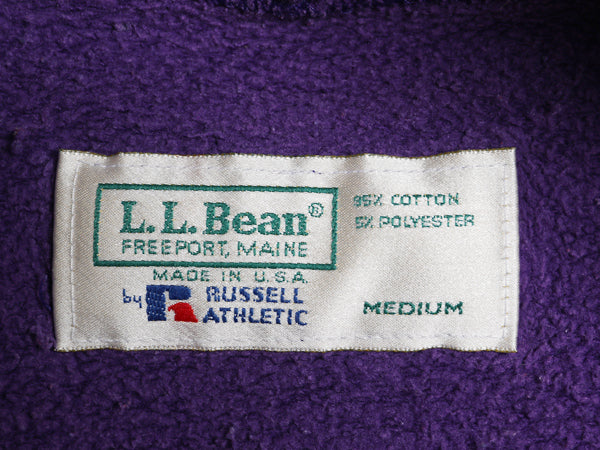 L.L.Bean®
FREEPORT, MAINE
MADE IN U.S.A.
by RUSSELL
ATHLETIC
95% COTTON
5% POLYESTER
MEDIUM